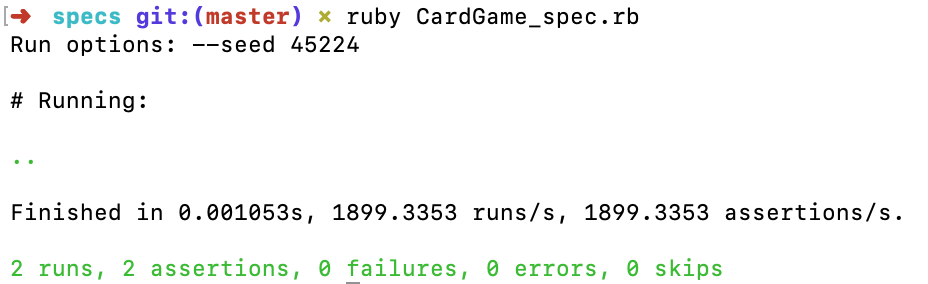 [➜ specs git:(master) ✗ ruby CardGame_spec.rb
Run options: --seed 45224
# Running:
..
Finished in 0.001053s, 1899.3353 runs/s, 1899.3353 assertions/s.
2 runs, 2 assertions, 0 failures, 0 errors, 0 skips